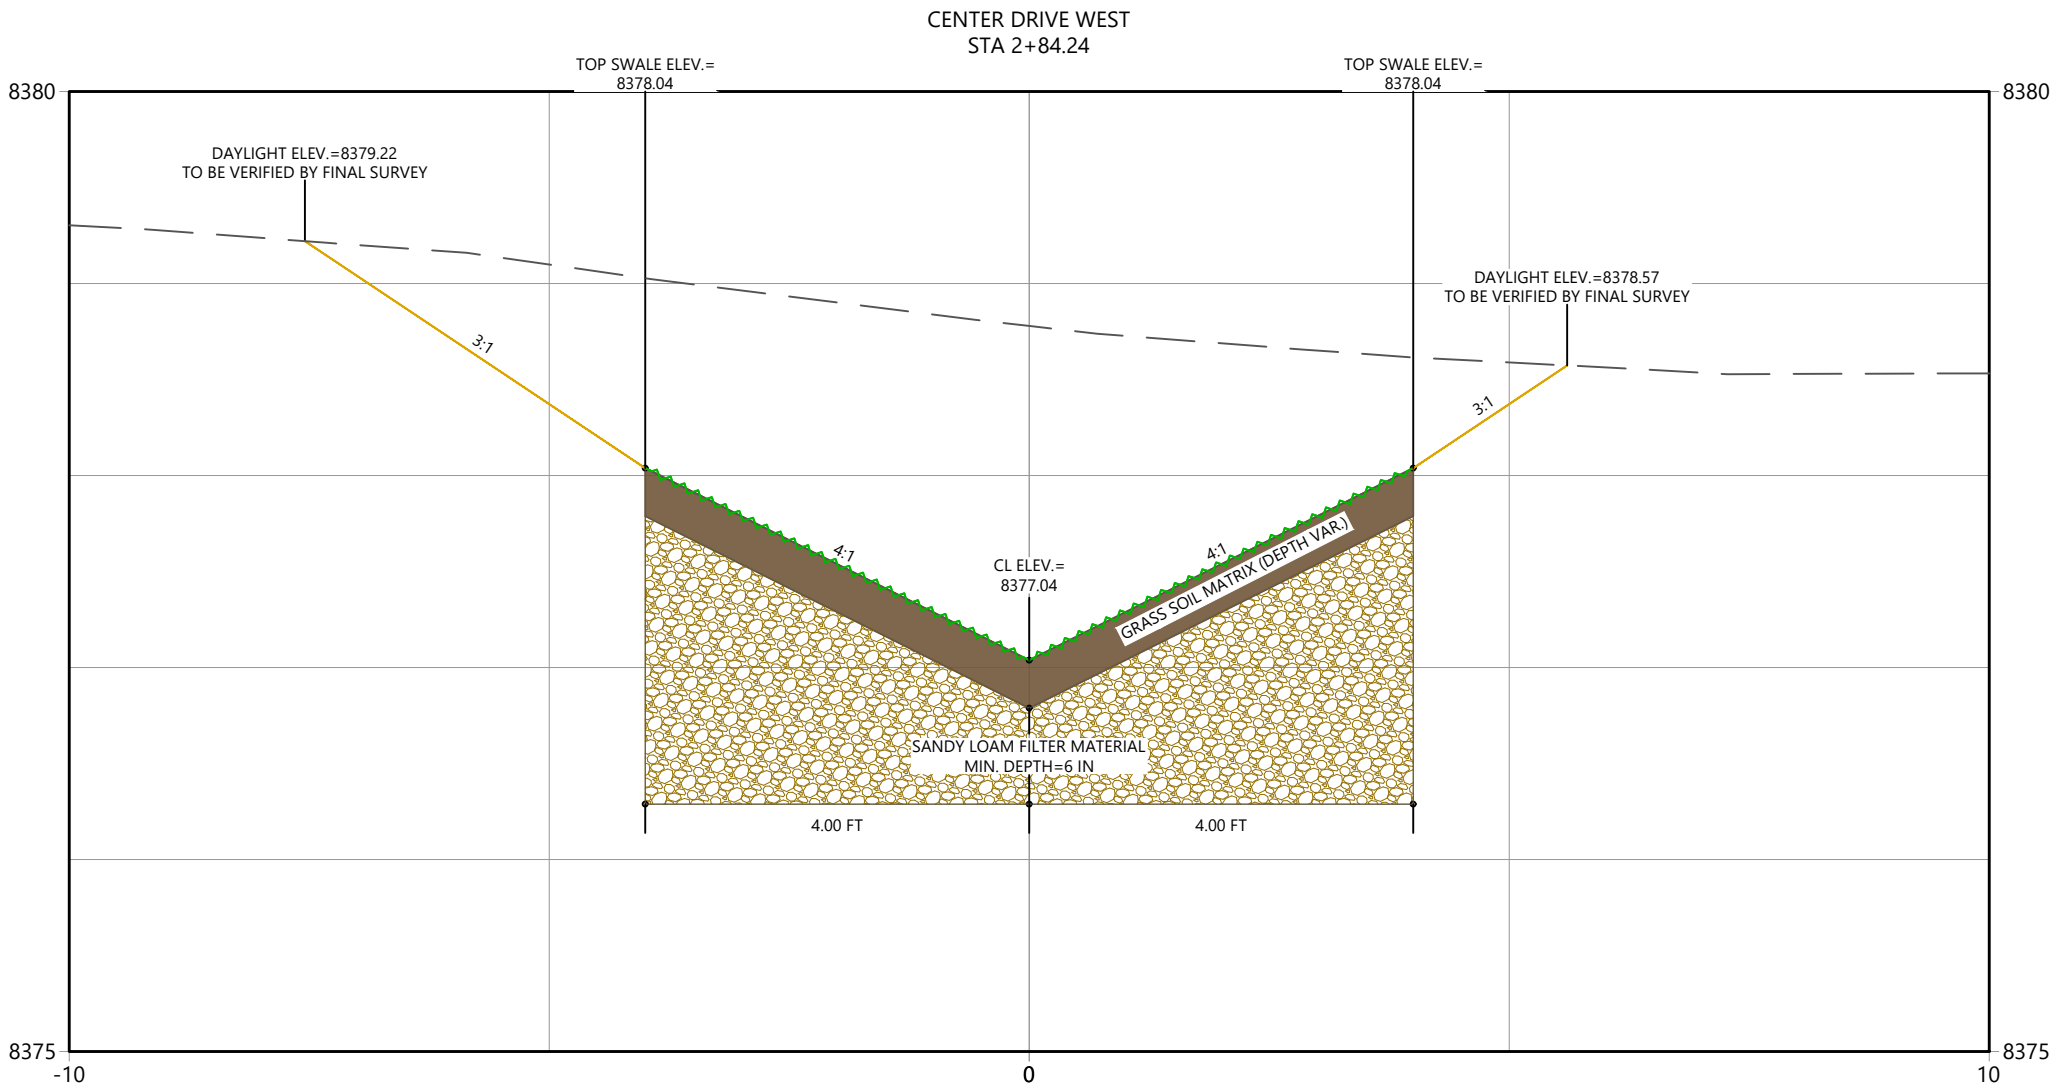 CENTER DRIVE WEST
STA 2+84.24
TOP SWALE ELEV.=
8378.04
TOP SWALE ELEV.=
8378.04
8380
8380
DAYLIGHT ELEV.=8379.22
TO BE VERIFIED BY FINAL SURVEY
DAYLIGHT ELEV.=8378.57
TO BE VERIFIED BY FINAL SURVEY
3:1
3:1
4:1
4:1
CL ELEV.=
8377.04
GRASS SOIL MATRIX (DEPTH VAR.)
SANDY LOAM FILTER MATERIAL
MIN. DEPTH=6 IN
4.00 FT
4.00 FT
8375
8375
-10
0
10